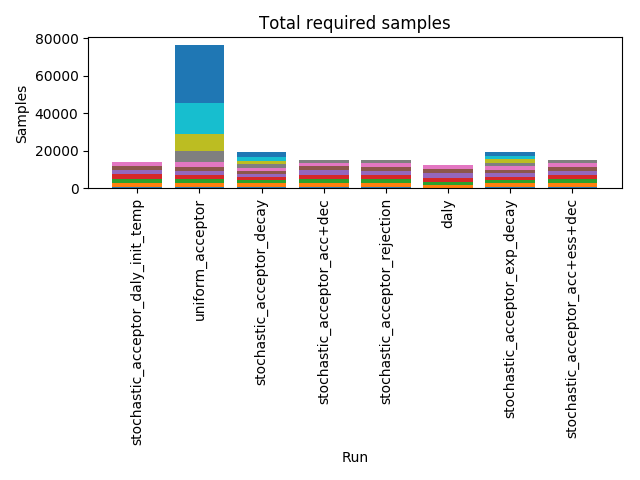 Total required samples
80000
60000
40000
20000
0
Samples
stochastic_acceptor_daly_init_temp
uniform_acceptor
stochastic_acceptor_decay
stochastic_acceptor_acc+dec
stochastic_acceptor_rejection
daly
stochastic_acceptor_exp_decay
stochastic_acceptor_acc+ess+dec
Run